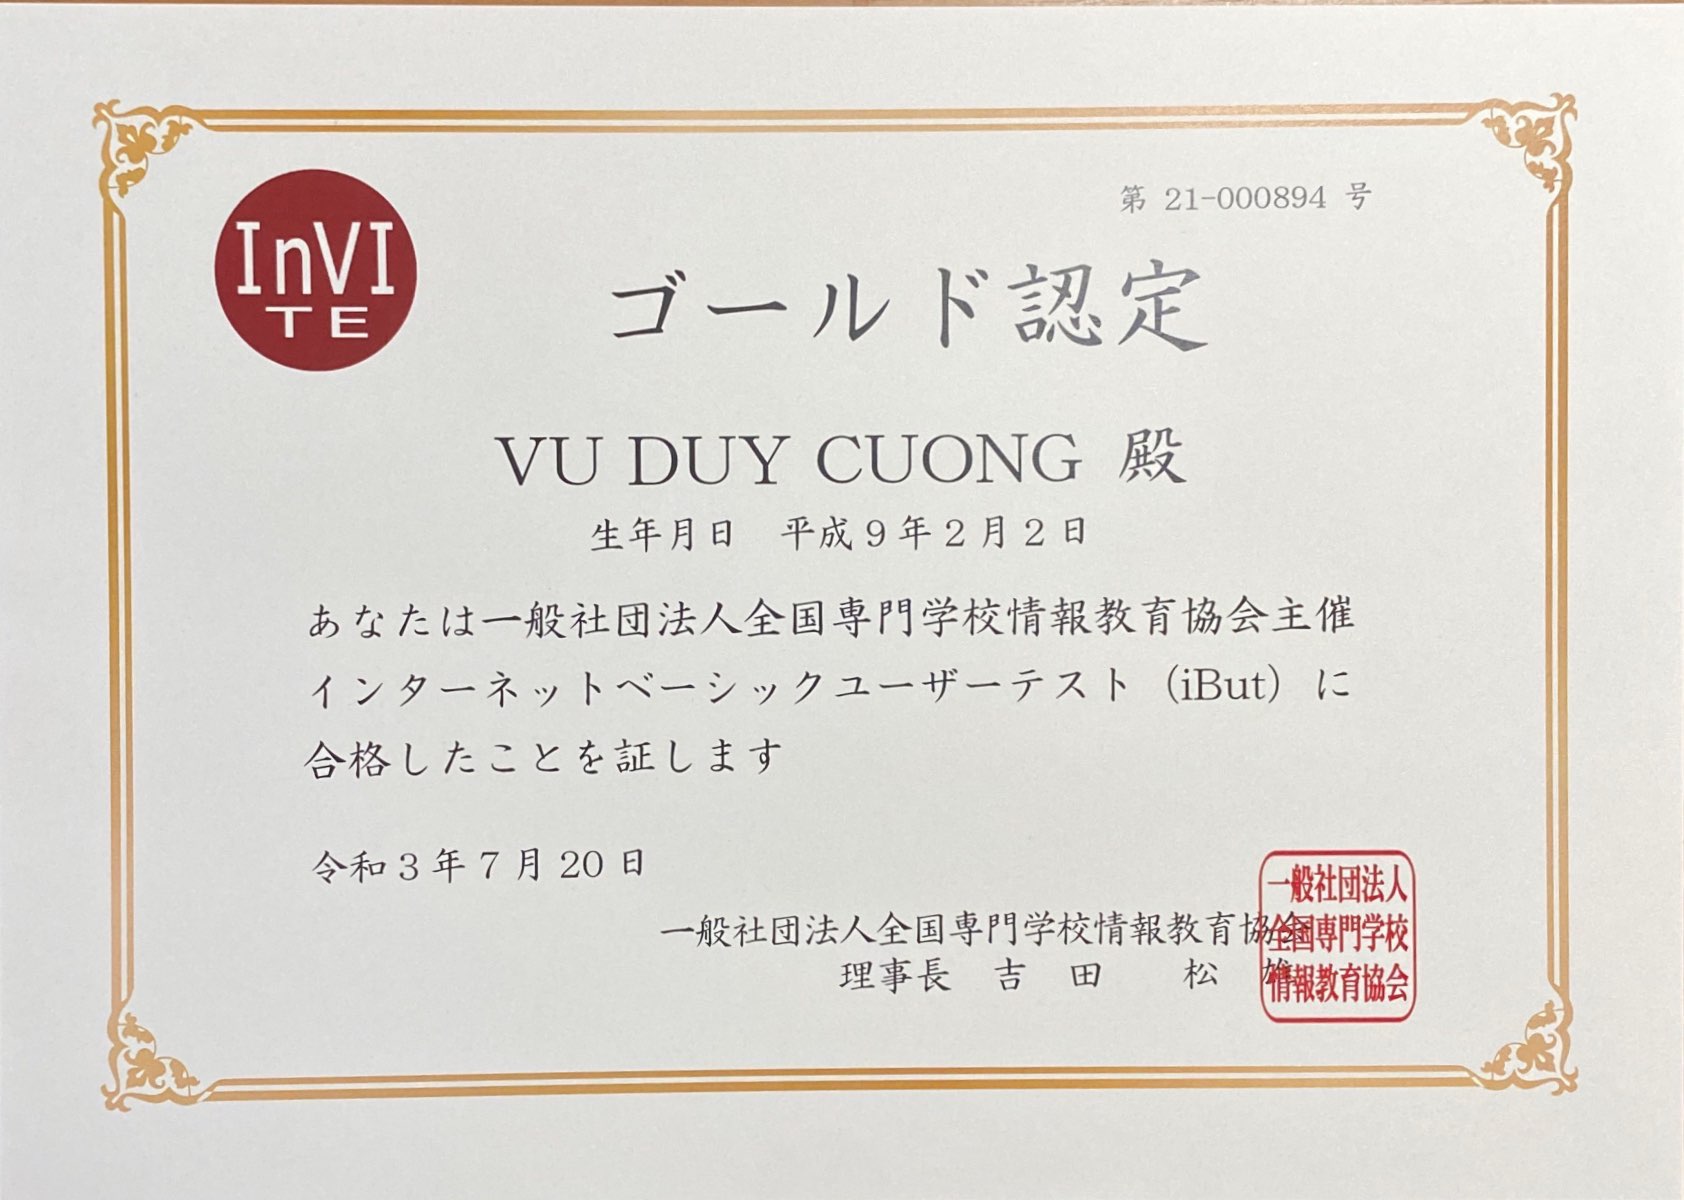 InVI
TE
第 21-000894 号
ゴールド認定
VU DUY CUONG 殿
生年月日　平成9年2月2日
あなたは一般社団法人全国専門学校情報教育協会主催
インターネットベーシックユーザーテスト（iBut）に
合格したことを証します
令和3年7月20日
一般社団法人全国専門学校情報教育協会
理事長　吉　田　　松　雄
一般社団法人
全国専門学校
情報教育協会